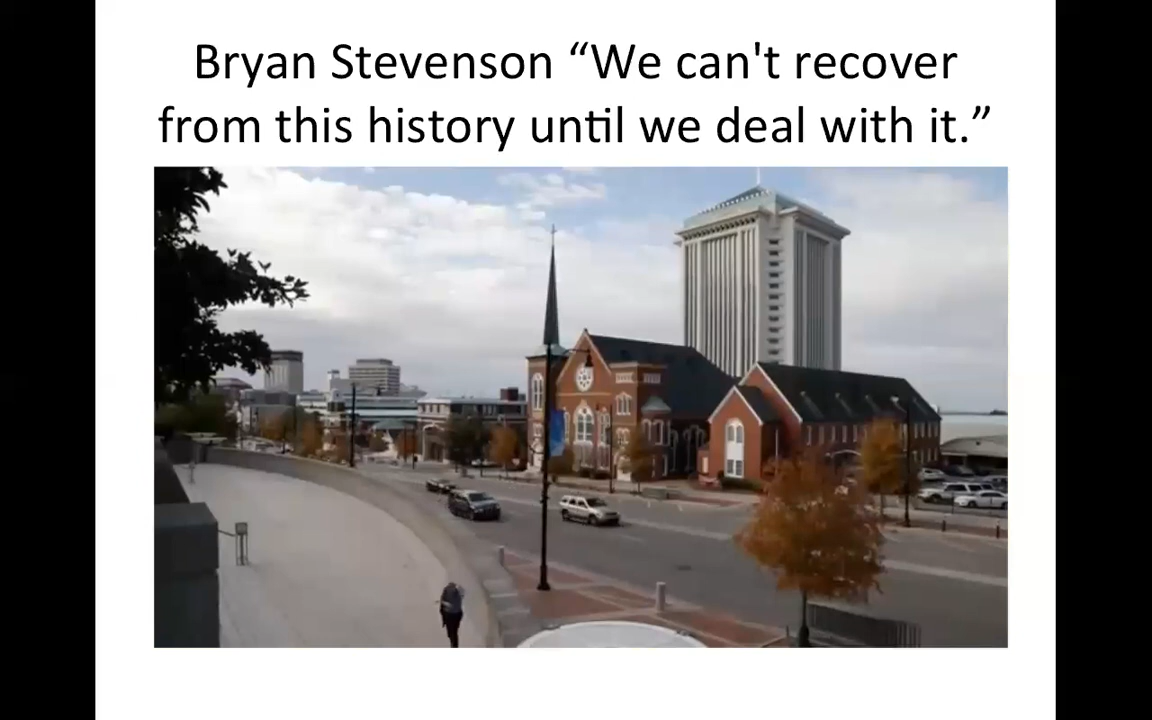 Bryan Stevenson “We can't recover
from this history until we deal with it.”